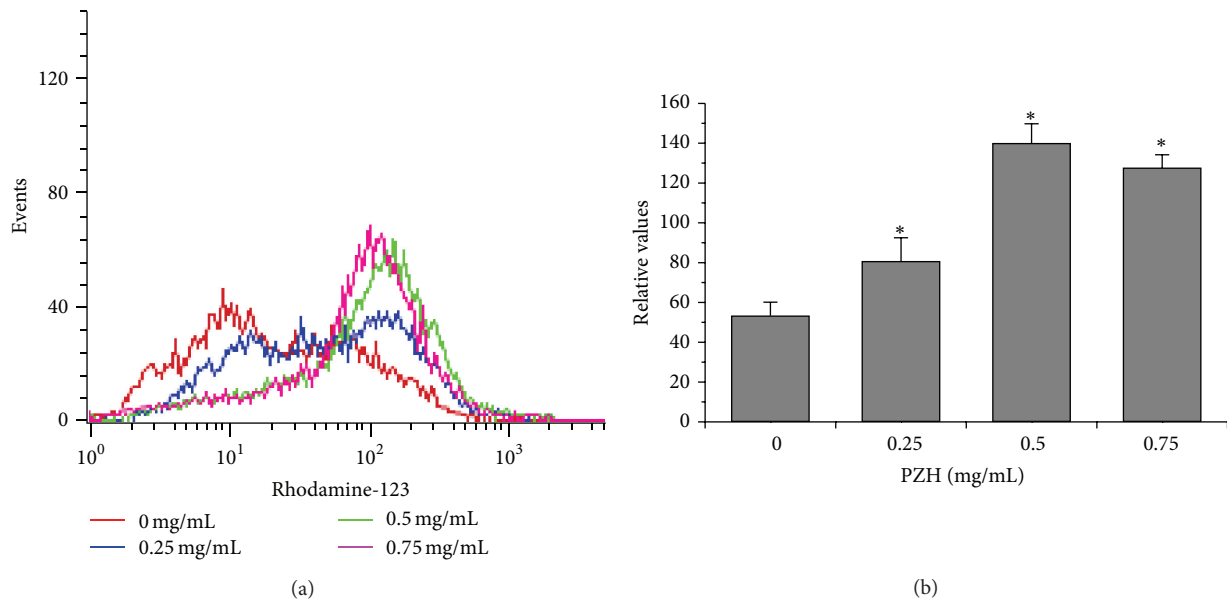 120
80
40
0
Events
10⁰ 10¹ 10² 10³
Rhodamine-123
0 mg/mL
0.25 mg/mL
0.5 mg/mL
0.75 mg/mL
(a)
160
140
120
100
80
60
40
20
0
Relative values
* * *
0 0.25 0.5 0.75
PZH (mg/mL)
(b)